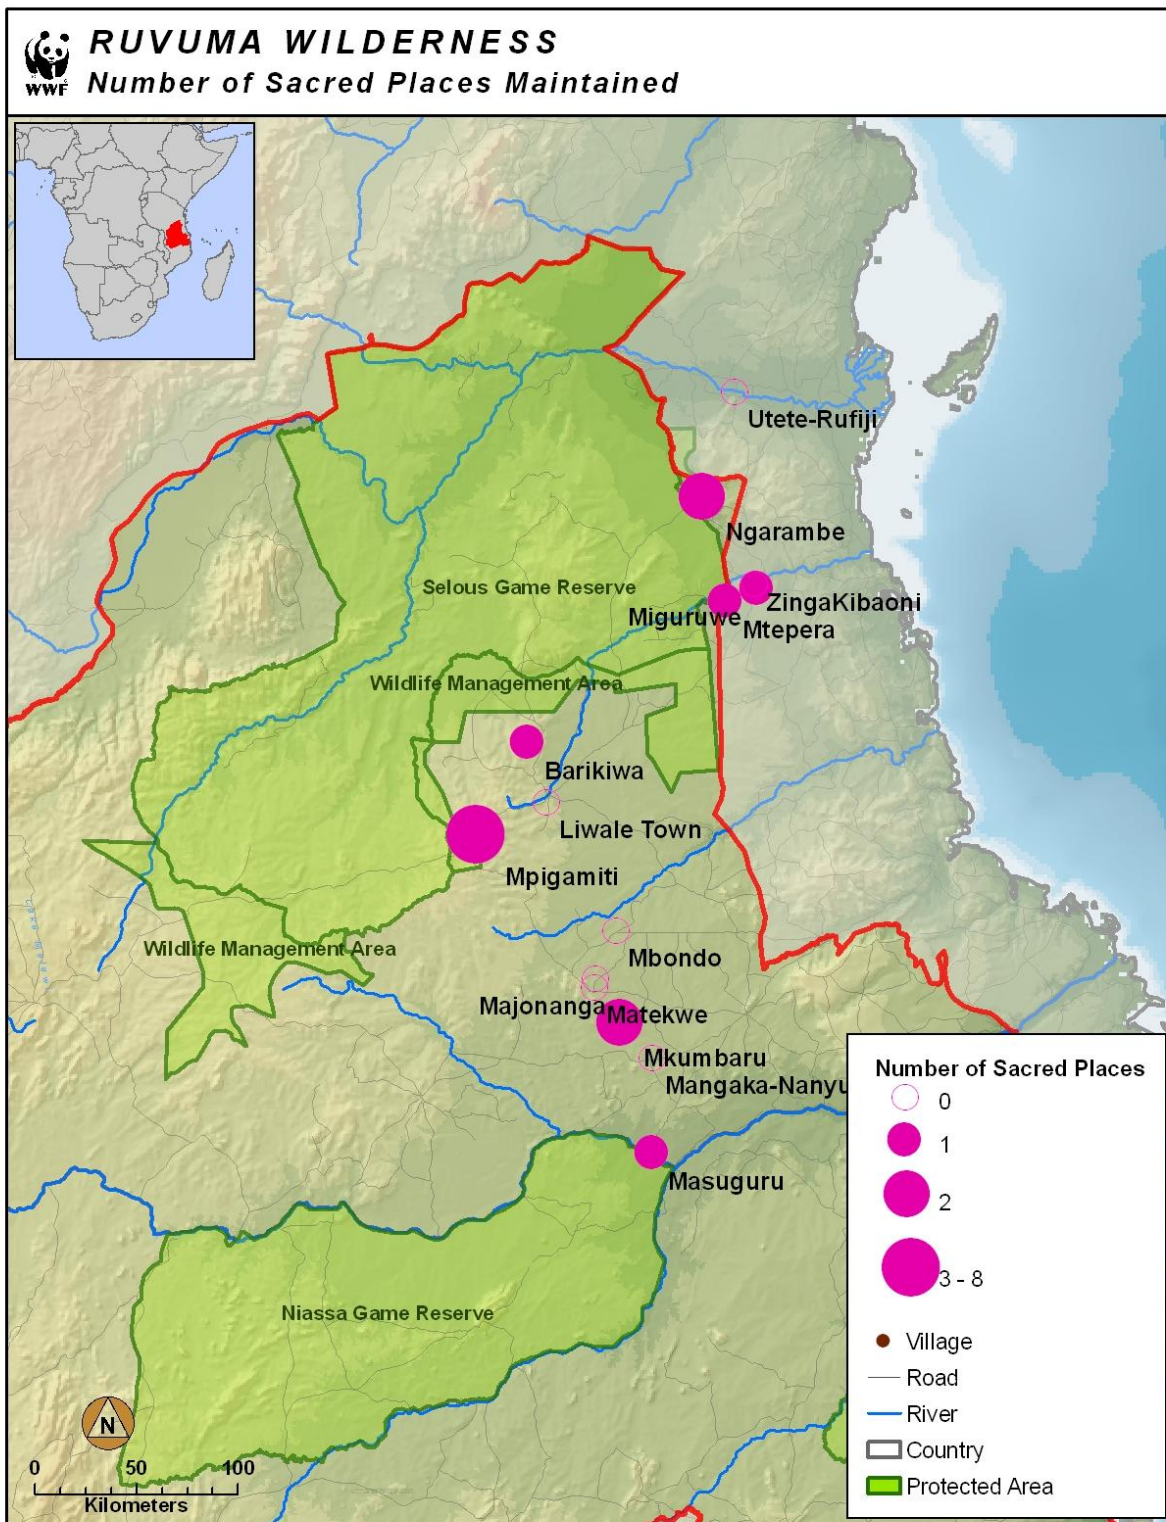 RUVUMA WILDERNESS
Number of Sacred Places Maintained
WWF
Utete-Rufiji
Ngarambe
Selous Game Reserve
ZingaKibaoni
Miguruwe
Mtepera
Wildlife Management Area
Barikiwa
Liwale Town
Mpigamiti
Wildlife Management Area
Mbondo
Majonanga
Matekwe
Mkumbaru
Mangaka-Nanyu
Masuguru
Niassa Game Reserve
N
0 50 100
Kilometers
Number of Sacred Places
0
1
2
3 - 8
Village
Road
River
Country
Protected Area